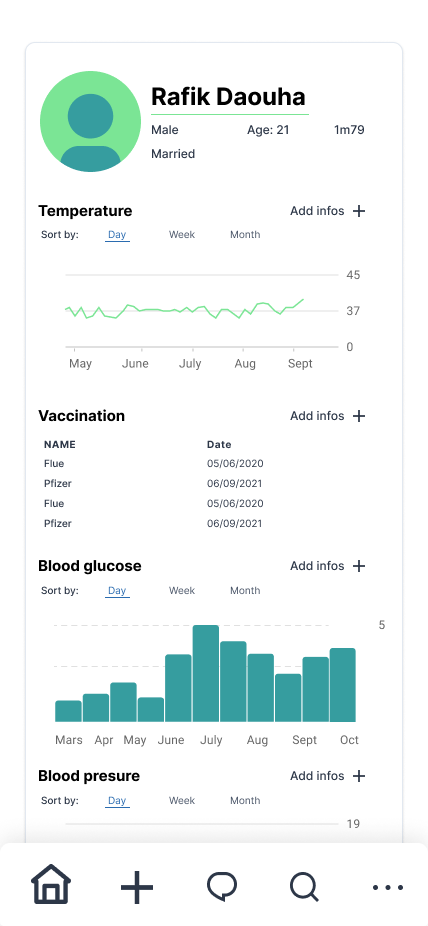 Rafik Daouha
Male Age: 21 1m79
Married
Temperature Add infos
Sort by: Day Week Month
45
37
0
May June July Aug Sept
Vaccination Add infos
NAME Date
Flue 05/06/2020
Pfizer 06/09/2021
Flue 05/06/2020
Pfizer 06/09/2021
Blood glucose Add infos
Sort by: Day Week Month
5
Mars Apr May June July Aug Sept Oct
Blood presure Add infos
Sort by: Day Week Month
19